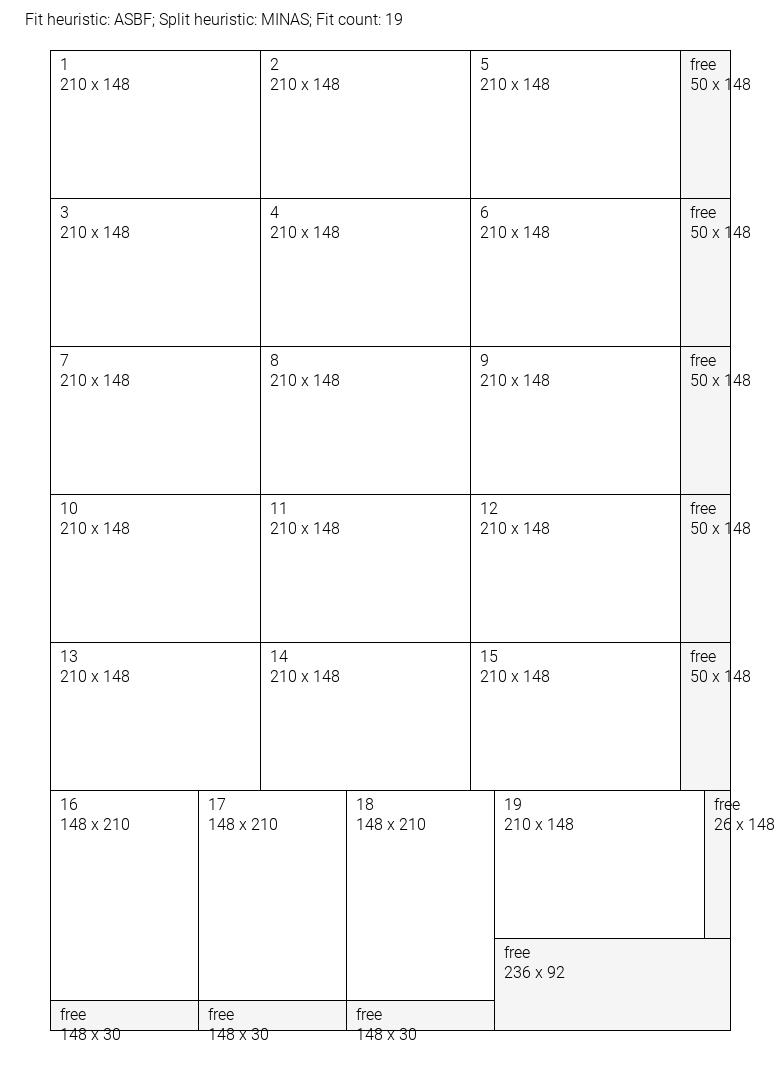 Fit heuristic: ASBF; Split heuristic: MINAS; Fit count: 19
1
210 x 148
2
210 x 148
5
210 x 148
free
50 x 148
3
210 x 148
4
210 x 148
6
210 x 148
free
50 x 148
7
210 x 148
8
210 x 148
9
210 x 148
free
50 x 148
10
210 x 148
11
210 x 148
12
210 x 148
free
50 x 148
13
210 x 148
14
210 x 148
15
210 x 148
free
50 x 148
16
148 x 210
17
148 x 210
18
148 x 210
19
210 x 148
free
26 x 148
free
236 x 92
free
148 x 30
free
148 x 30
free
148 x 30